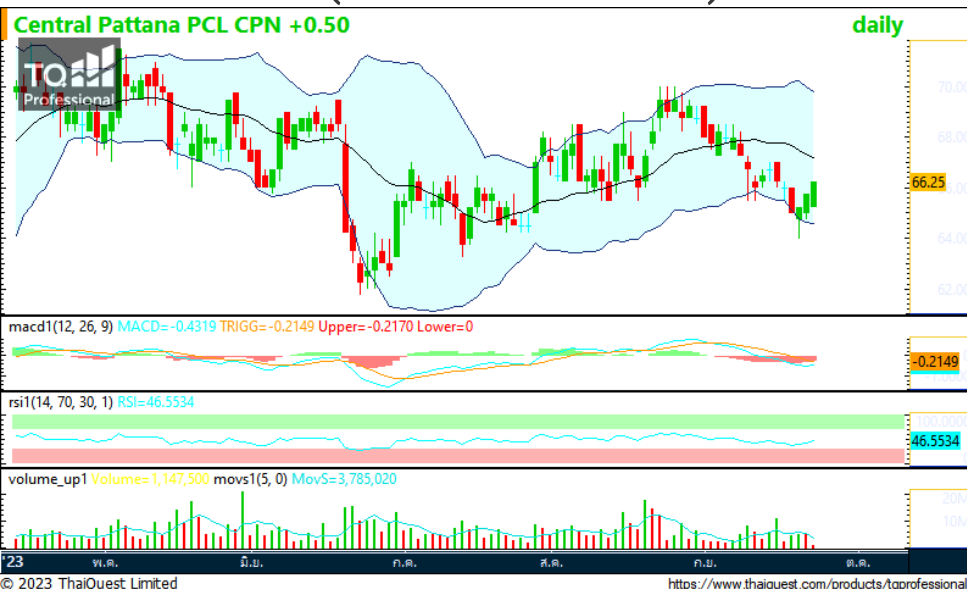 Central Pattana PCL CPN +0.50
daily
TQ
Professional
70.00
68.00
66.25
64.00
62.00
macd1(12, 26, 9) MACD=-0.4319 TRIGG=-0.2149 Upper=-0.2170 Lower=0
-0.2149
rsi1(14, 70, 30, 1) RSI=46.5534
100.0000
46.5534
volume_up1 Volume=1,147,500 movs1(5, 0) MovS=3,785,020
20M
10M
'23 พ.ค. มิ.ย. ก.ค. ส.ค. ก.ย. ต.ค.
© 2023 ThaiQuest Limited
https://www.thaiquest.com/products/tqprofessional